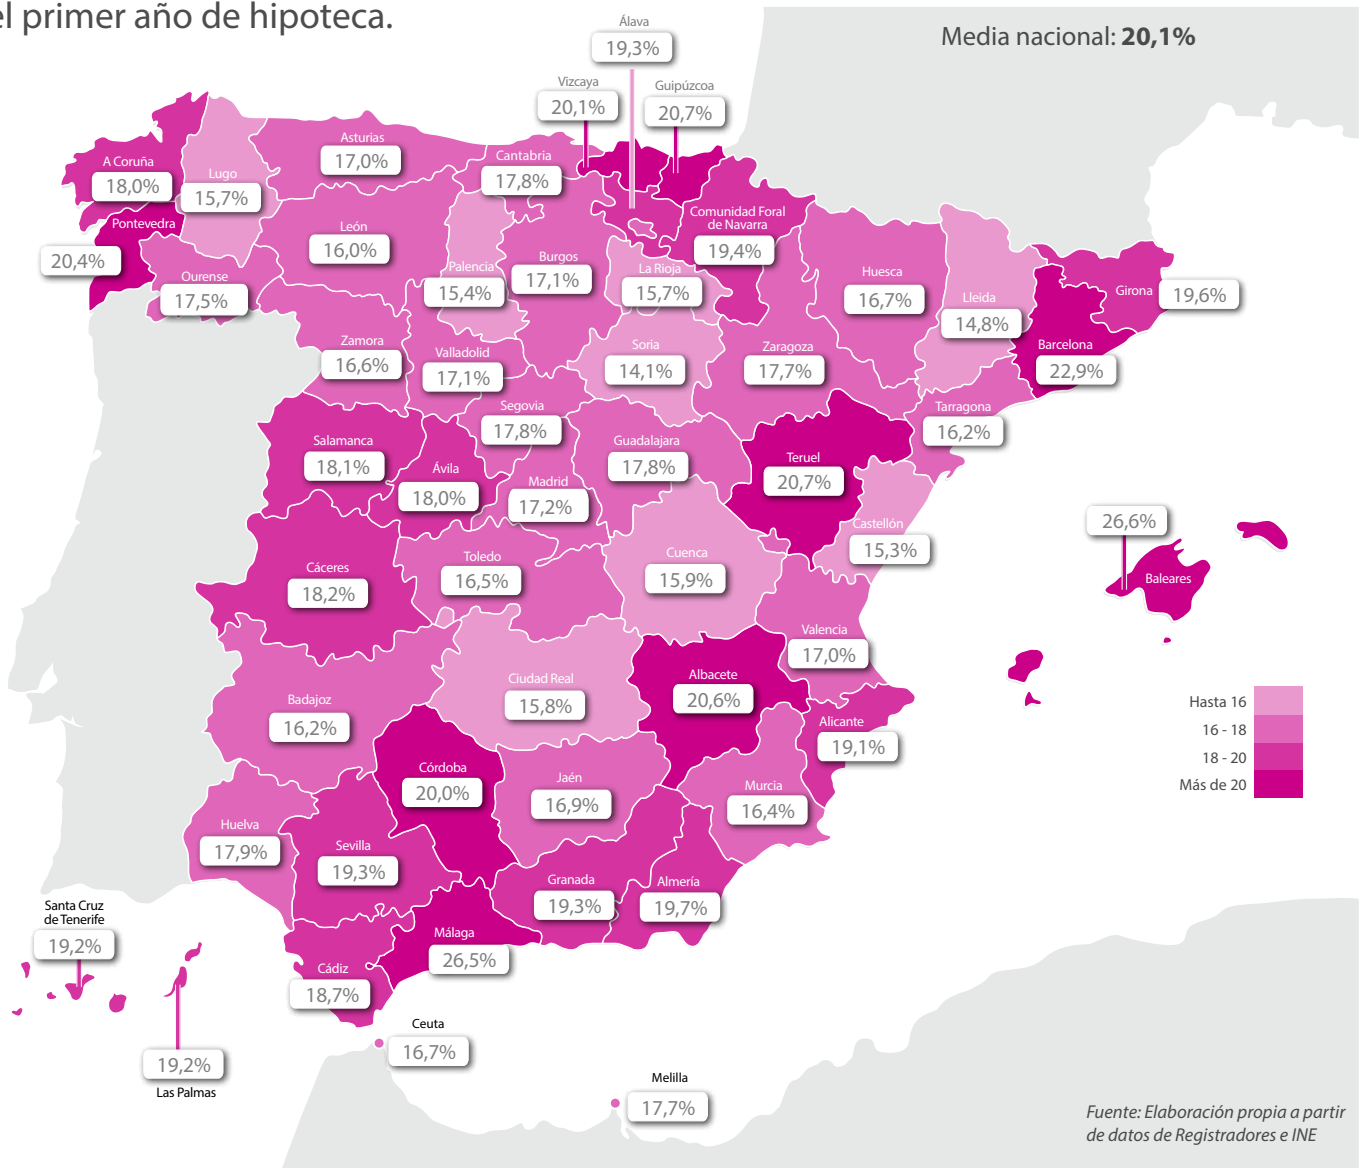 el primer año de hipoteca.
Media nacional: 20,1%
Álava
19,3%
Vizcaya
20,1%
Guipúzcoa
20,7%
A Coruña
18,0%
Lugo
15,7%
Asturias
17,0%
Cantabria
17,8%
Pontevedra
20,4%
Ourense
17,5%
León
16,0%
Palencia
15,4%
Burgos
17,1%
La Rioja
15,7%
Comunidad Foral
de Navarra
19,4%
Huesca
16,7%
Lleida
14,8%
Girona
19,6%
Barcelona
22,9%
Zamora
16,6%
Valladolid
17,1%
Soria
14,1%
Zaragoza
17,7%
Tarragona
16,2%
Segovia
17,8%
Salamanca
18,1%
Ávila
18,0%
Madrid
17,2%
Guadalajara
17,8%
Teruel
20,7%
Castellón
15,3%
26,6%
Baleares
Cáceres
18,2%
Toledo
16,5%
Cuenca
15,9%
Valencia
17,0%
Badajoz
16,2%
Ciudad Real
15,8%
Albacete
20,6%
Alicante
19,1%
Hasta 16
16 - 18
18 - 20
Más de 20
Córdoba
20,0%
Jaén
16,9%
Murcia
16,4%
Huelva
17,9%
Sevilla
19,3%
Granada
19,3%
Almería
19,7%
Santa Cruz
de Tenerife
19,2%
Málaga
26,5%
Cádiz
18,7%
Ceuta
16,7%
19,2%
Las Palmas
Melilla
17,7%
Fuente: Elaboración propia a partir
de datos de Registradores e INE